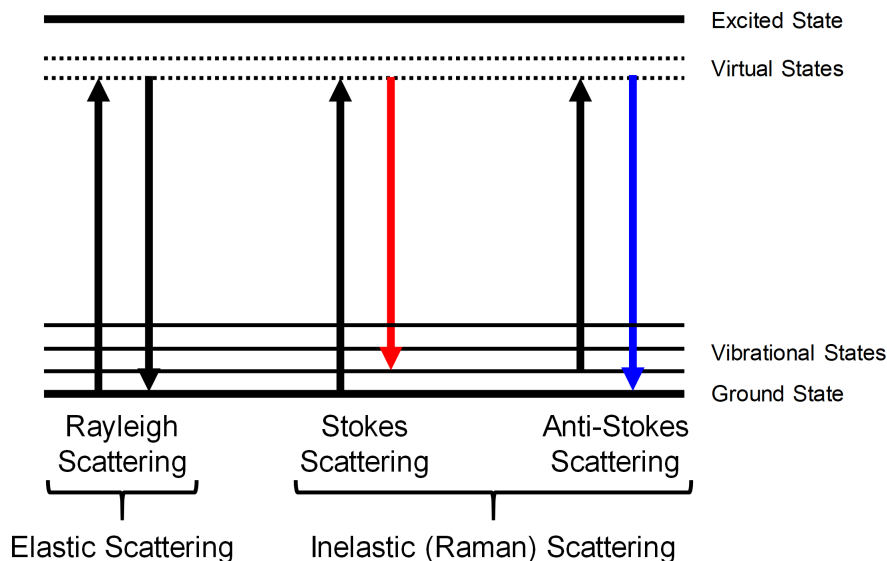 Excited State
Virtual States
Vibrational States
Ground State
Rayleigh
Scattering
Stokes
Scattering
Anti-Stokes
Scattering
Elastic Scattering
Inelastic (Raman) Scattering